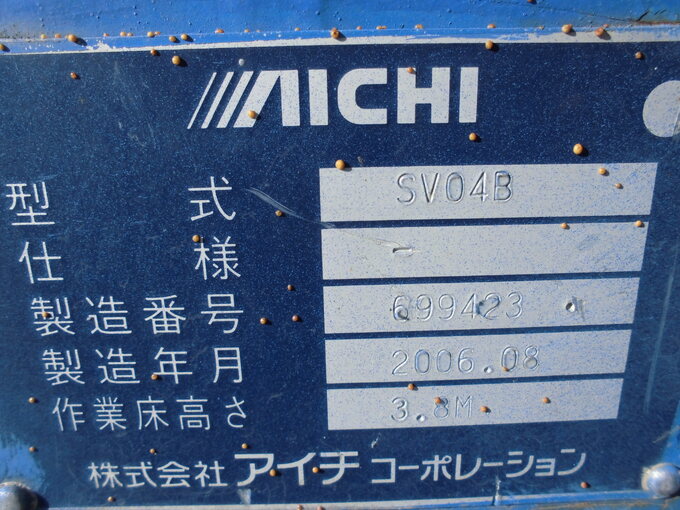 AICHI
型式 SV04B
仕様 -
製造番号 699423
製造年月 2006.08
作業床高さ 3.8M
株式会社アイチコーポレーション